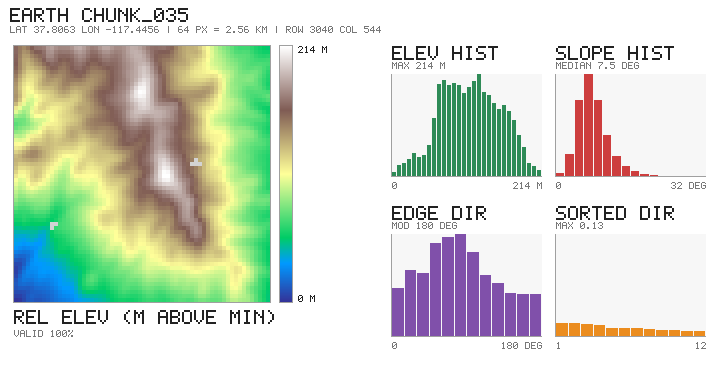 EARTH CHUNK_035
LAT 37.8063 LON -117.4456 | 64 PX = 2.56 KM | ROW 3040 COL 544
214 M
0 M
REL ELEV (M ABOVE MIN)
VALID 100%
ELEV HIST
MAX 214 M
0 214 M
SLOPE HIST
MEDIAN 7.5 DEG
0 32 DEG
EDGE DIR
MOD 180 DEG
0 180 DEG
SORTED DIR
MAX 0.13
1 12